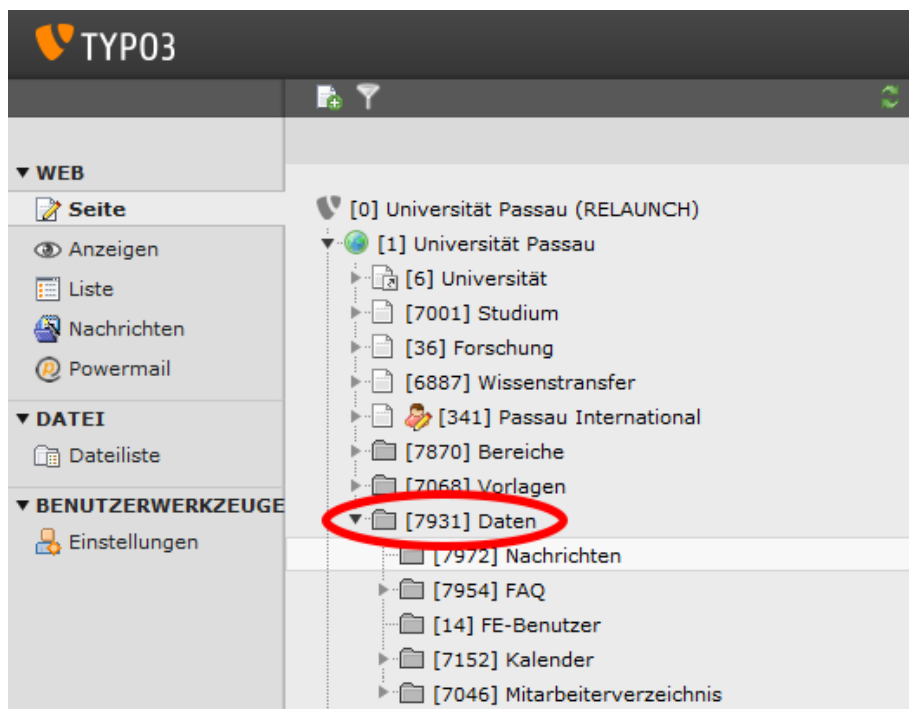 TYPO3
WEB
Seite
Anzeigen
Liste
Nachrichten
Powermail
DATEI
Dateiliste
BENUTZERWERKZEUGE
Einstellungen
[0] Universität Passau (RELAUNCH)
[1] Universität Passau
[6] Universität
[7001] Studium
[36] Forschung
[6887] Wissenstransfer
[341] Passau International
[7870] Bereiche
[7068] Vorlagen
[7931] Daten
[7972] Nachrichten
[7954] FAQ
[14] FE-Benutzer
[7152] Kalender
[7046] Mitarbeiterverzeichnis